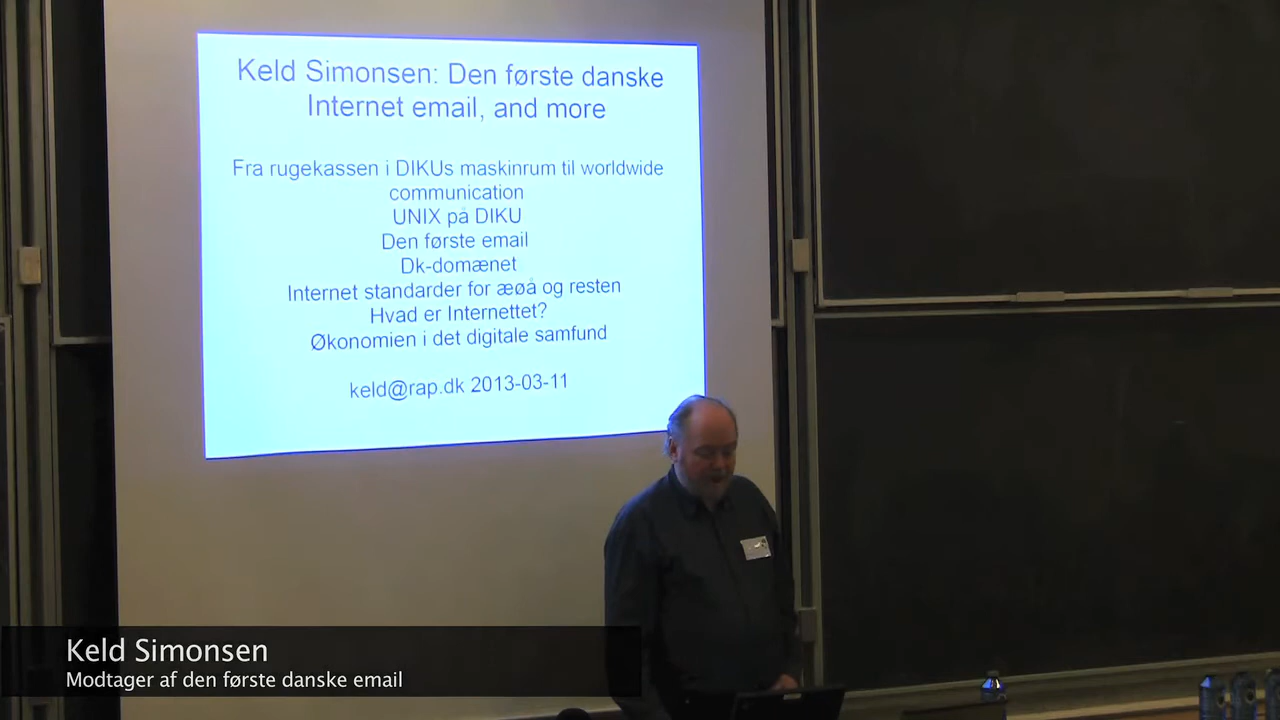 Keld Simonsen: Den første danske
Internet email, and more
Fra rugekassen i DIKUs maskinrum til worldwide
communication
UNIX på DIKU
Den første email
Dk-domænet
Internet standarder for æøå og resten
Hvad er Internettet?
Økonomien i det digitale samfund
keld@rap.dk 2013-03-11
Keld Simonsen
Modtager af den første danske email